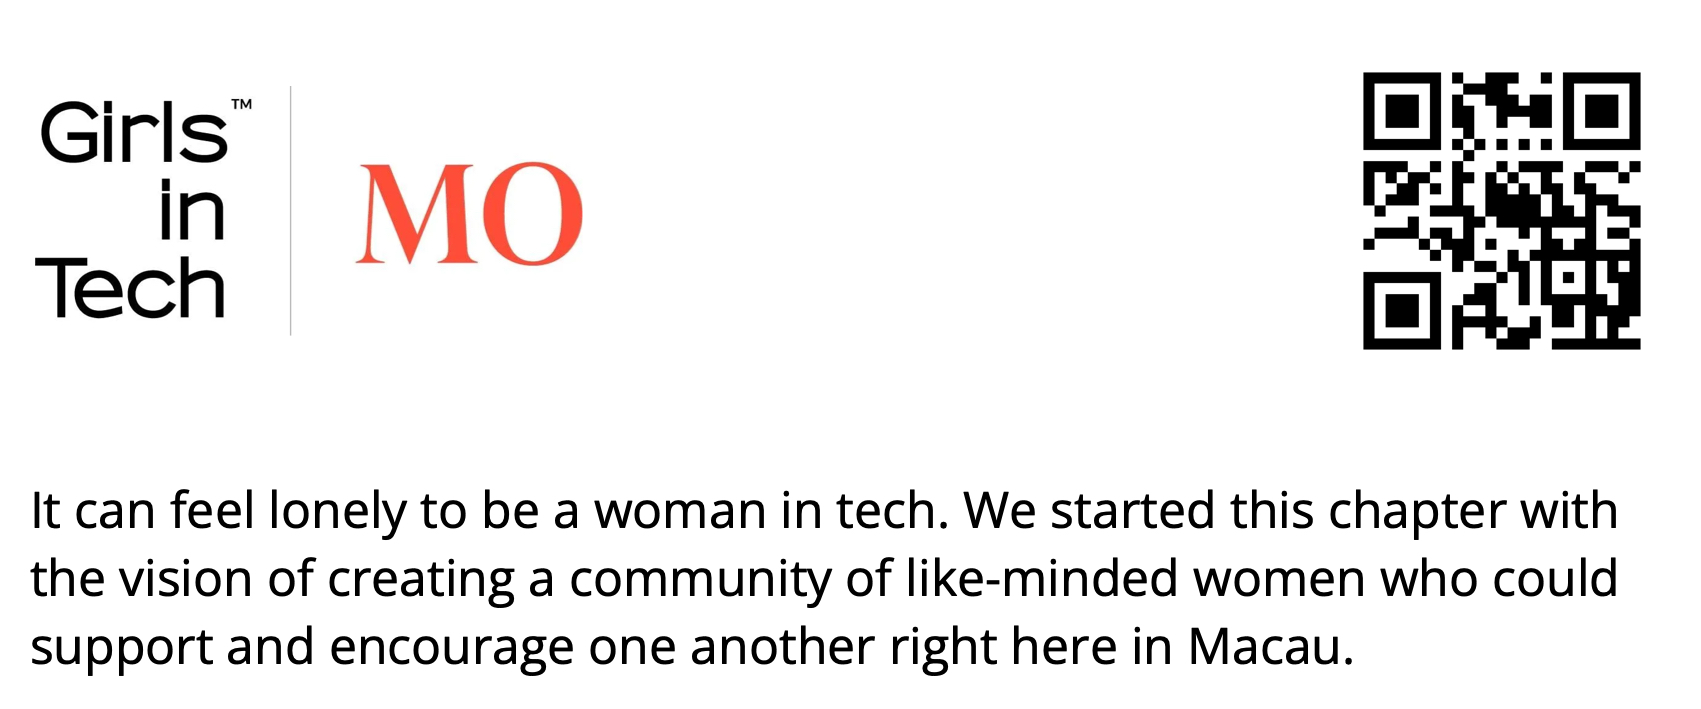 Girls™
in
Tech
MO
It can feel lonely to be a woman in tech. We started this chapter with
the vision of creating a community of like-minded women who could
support and encourage one another right here in Macau.